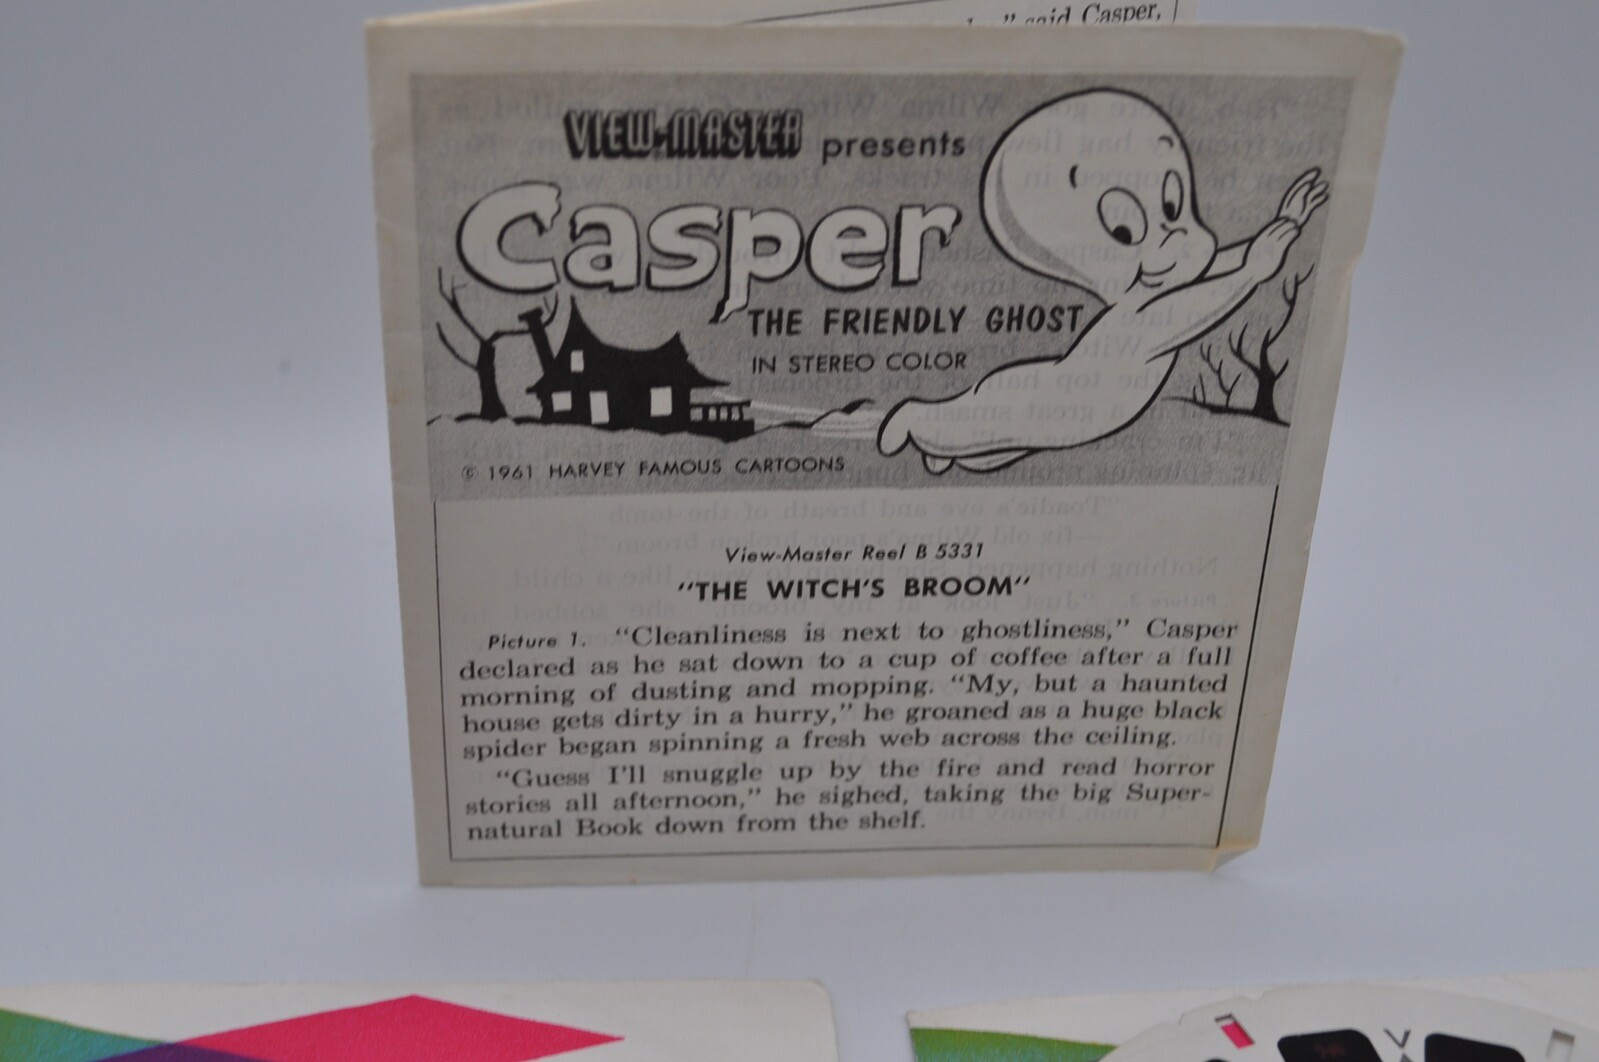 said Casper,
VIEW-MASTER presents
Casper
THE FRIENDLY GHOST
IN STEREO COLOR
© 1961 HARVEY FAMOUS CARTOONS
View-Master Reel B 5331
"THE WITCH'S BROOM"
Picture 1. "Cleanliness is next to ghostliness," Casper
declared as he sat down to a cup of coffee after a full
morning of dusting and mopping. "My, but a haunted
house gets dirty in a hurry," he groaned as a huge black
spider began spinning a fresh web across the ceiling.
"Guess I'll snuggle up by the fire and read horror
stories all afternoon," he sighed, taking the big Super-
natural Book down from the shelf.